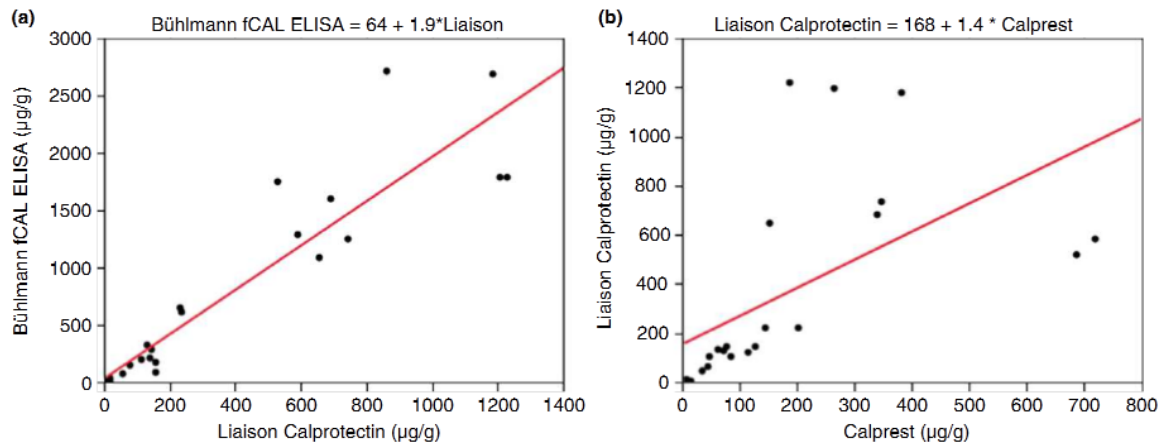 (a)
Bühlmann fCAL ELISA = 64 + 1.9*Liaison
3000
2500
2000
1500
1000
500
0
Bühlmann fCAL ELISA (µg/g)
0 200 400 600 800 1000 1200 1400
Liaison Calprotectin (µg/g)
(b)
Liaison Calprotectin = 168 + 1.4 * Calprest
1400
1200
1000
800
600
400
200
0
Liaison Calprotectin (µg/g)
0 100 200 300 400 500 600 700 800
Calprest (µg/g)